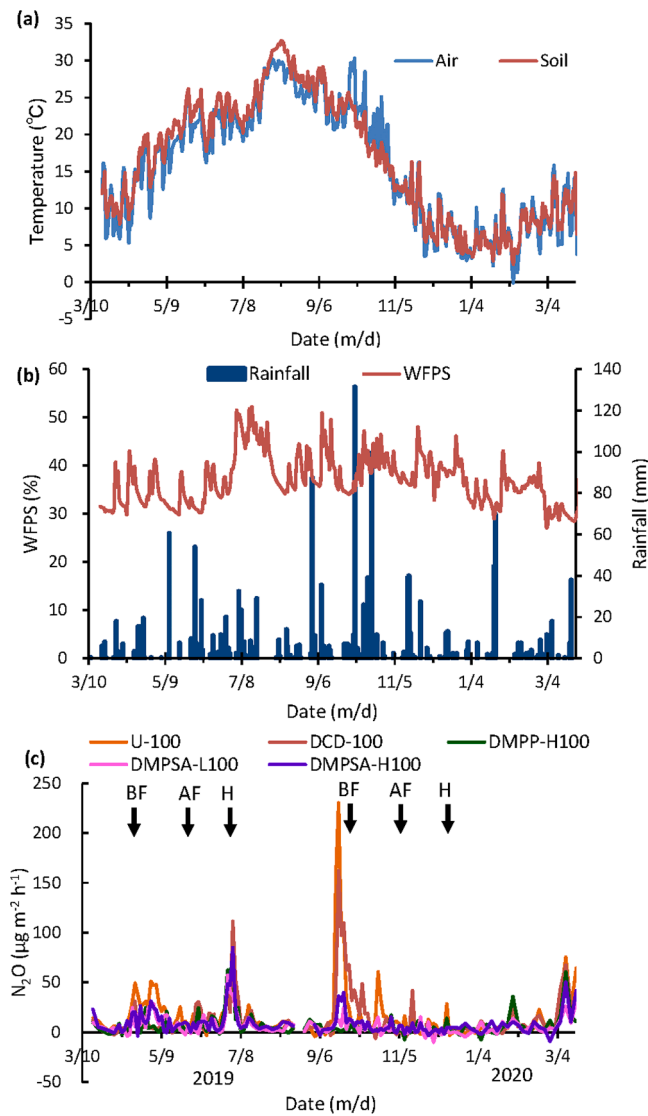 (a)
35
30
25
20
15
10
5
0
-5
Temperature (℃)
Air Soil
3/10 5/9 7/8 9/6 11/5 1/4 3/4
Date (m/d)
(b)
60
50
40
30
20
10
0
WFPS (%)
Rainfall WFPS
140
120
100
80
60
40
20
0
Rainfall (mm)
3/10 5/9 7/8 9/6 11/5 1/4 3/4
Date (m/d)
U-100 DCD-100 DMPP-H100
DMPSA-L100 DMPSA-H100
(c)
250
200
150
100
50
0
-50
N₂O (µg m⁻² h⁻¹)
BF AF H BF AF H
3/10 5/9 7/8 9/6 11/5 1/4 3/4
2019 2020
Date (m/d)